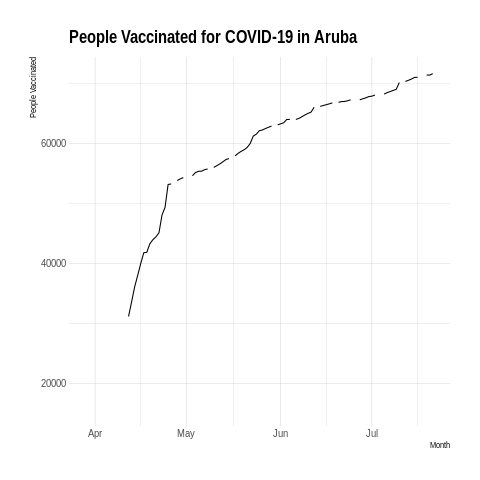 People Vaccinated for COVID-19 in Aruba
People Vaccinated
60000
40000
20000
Apr May Jun Jul
Month